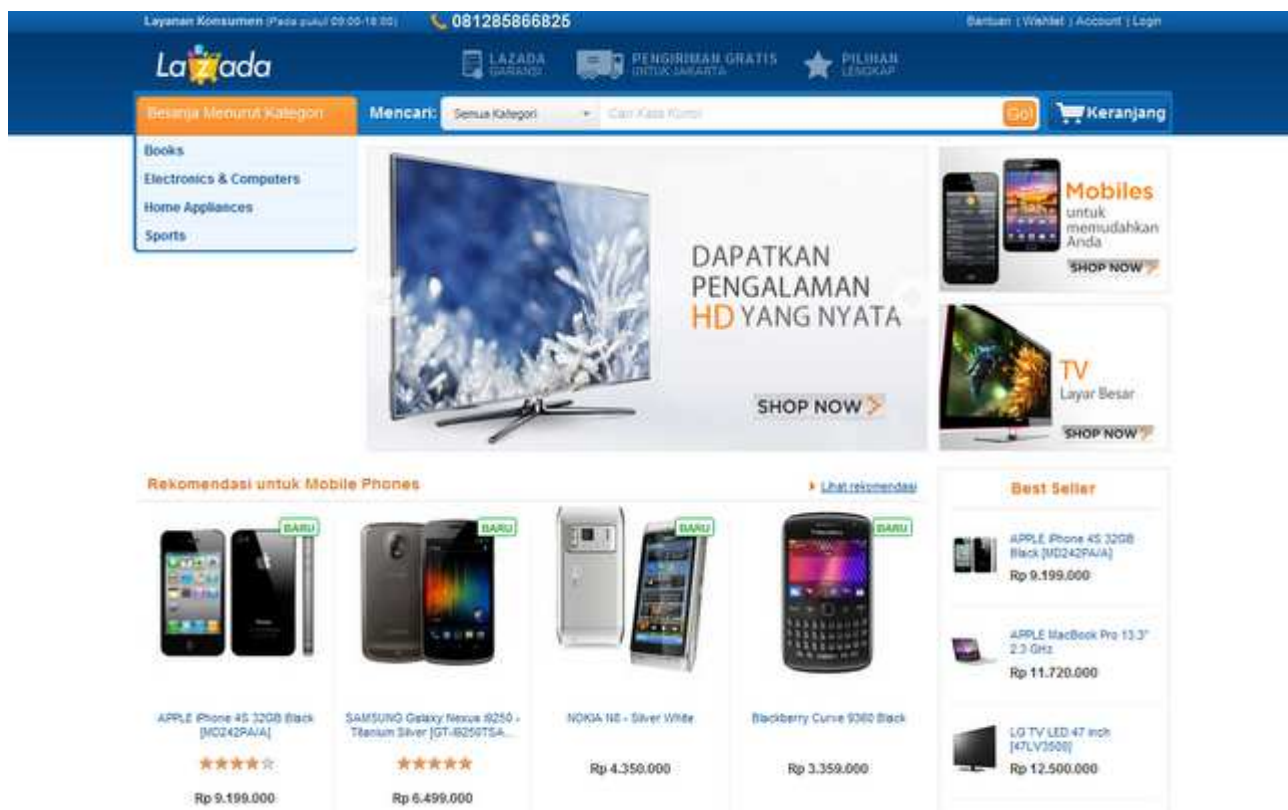 Layanan Konsumen (Pada pukul 09:00-18:00)
081285866825
Bantuan | Wishlist | Account | Login
Lazada
LAZADA
GARANSI
PENGIRIMAN GRATIS
UNTUK JAKARTA
PILIHAN
LENGKAP
Belanja Menurut Kategori
Mencari:
Semua Kategori
Cari Kata Kunci
Go!
Keranjang
Books
Electronics & Computers
Home Appliances
Sports
DAPATKAN
PENGALAMAN
HD YANG NYATA
SHOP NOW
Mobiles
untuk
memudahkan
Anda
SHOP NOW
TV
Layar Besar
SHOP NOW
Rekomendasi untuk Mobile Phones
Lihat rekomendasi
BARU
BARU
BARU
BARU
APPLE iPhone 4S 32GB Black
[MD242PA/A]
Rp 9.199.000
SAMSUNG Galaxy Nexus i9250 -
Titanium Silver [GT-I9250TSA...
Rp 6.499.000
NOKIA N8 - Silver White
Rp 4.350.000
Blackberry Curve 9360 Black
Rp 3.359.000
Best Seller
APPLE iPhone 4S 32GB
Black [MD242PA/A]
Rp 9.199.000
APPLE MacBook Pro 13.3"
2.3 GHz
Rp 11.720.000
LG TV LED 47 inch
[47LV3500]
Rp 12.500.000